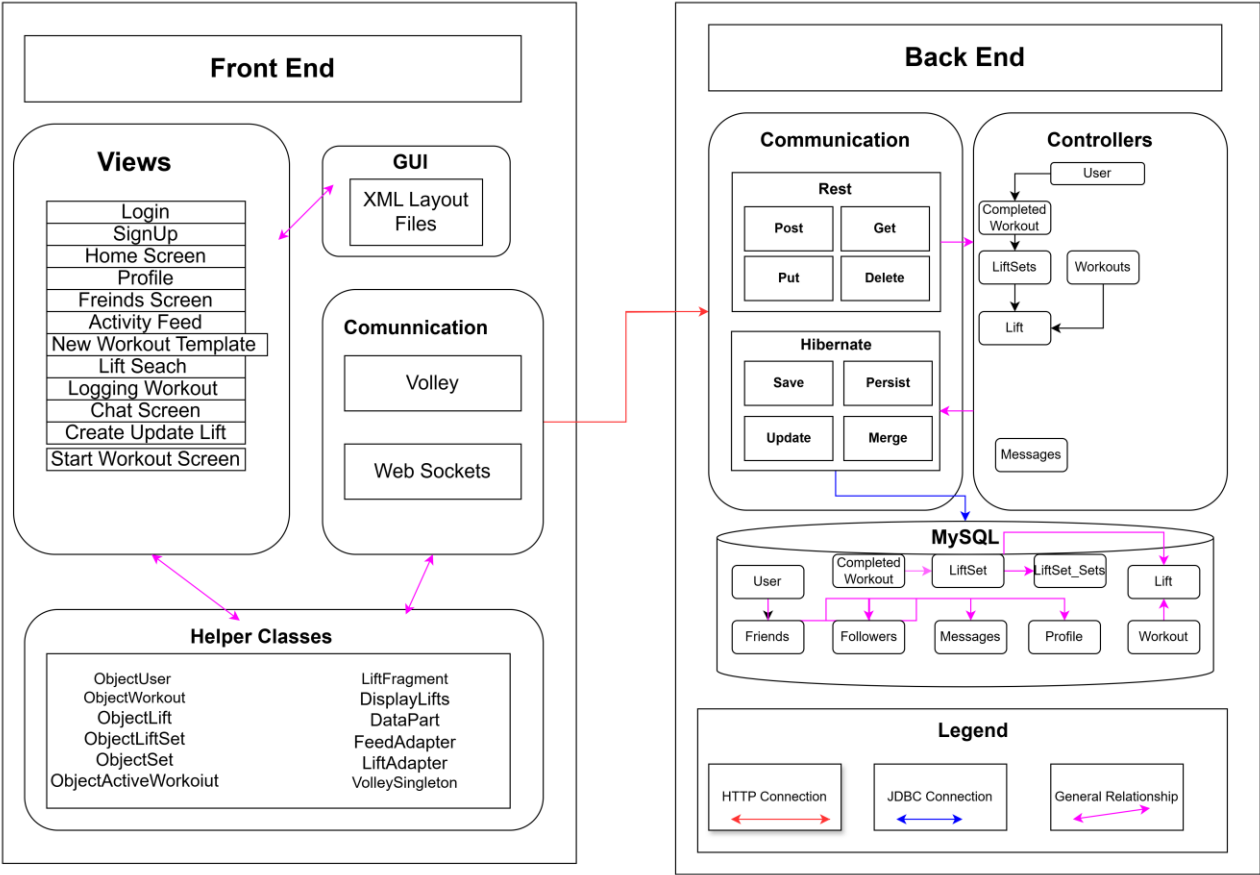 Front End
Views
Login
SignUp
Home Screen
Profile
Freinds Screen
Activity Feed
New Workout Template
Lift Seach
Logging Workout
Chat Screen
Create Update Lift
Start Workout Screen
GUI
XML Layout
Files
Comunnication
Volley
Web Sockets
Helper Classes
ObjectUser
ObjectWorkout
ObjectLift
ObjectLiftSet
ObjectSet
ObjectActiveWorkoiut
LiftFragment
DisplayLifts
DataPart
FeedAdapter
LiftAdapter
VolleySingleton
Back End
Communication
Rest
Post
Get
Put
Delete
Hibernate
Save
Persist
Update
Merge
Controllers
User
Completed
Workout
LiftSets
Workouts
Lift
Messages
MySQL
User
Completed
Workout
LiftSet
LiftSet_Sets
Lift
Friends
Followers
Messages
Profile
Workout
Legend
HTTP Connection
JDBC Connection
General Relationship